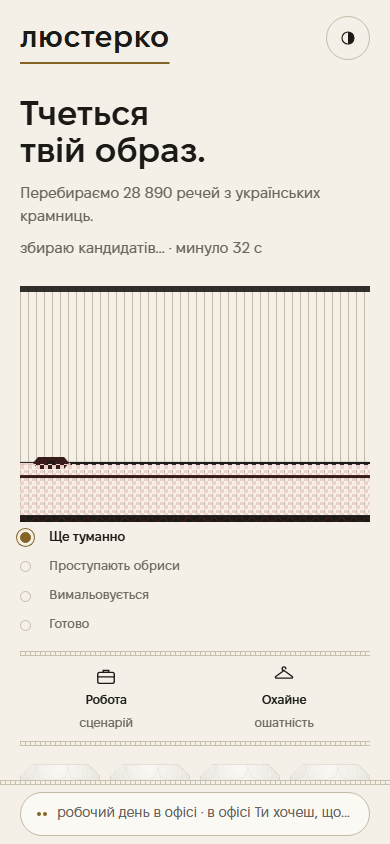 люстерко
Тчеться
твій образ.
Перебираємо 28 890 речей з українських
крамниць.
збираю кандидатів... · минуло 32 с
Ще туманно
Проступають обриси
Вимальовується
Готово
Робота
Охайне
сценарій
ошатність
робочий день в офісі · в офісі Ти хочеш, що...